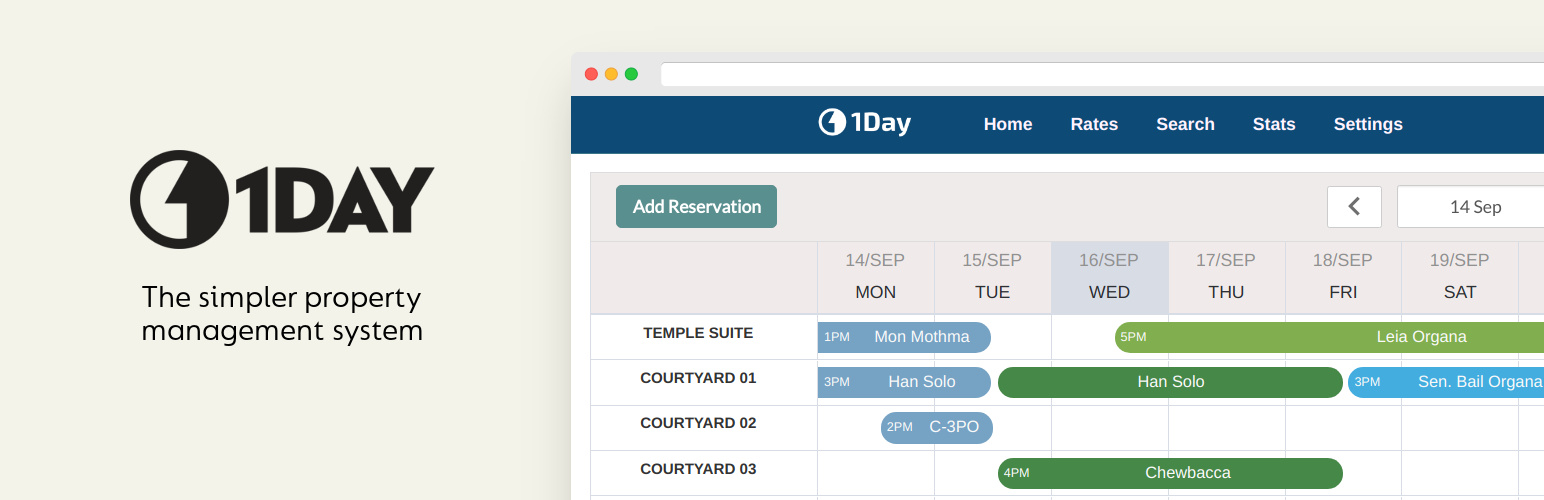 1DAY
The simpler property
management system
1Day Home Rates Search Stats Settings
Add Reservation 14 Sep
14/SEP 15/SEP 16/SEP 17/SEP 18/SEP 19/SEP
MON TUE WED THU FRI SAT
TEMPLE SUITE 1PM Mon Mothma 5PM Leia Organa
COURTYARD 01 3PM Han Solo Han Solo 3PM Sen. Bail Organa
COURTYARD 02 2PM C-3PO
COURTYARD 03 4PM Chewbacca